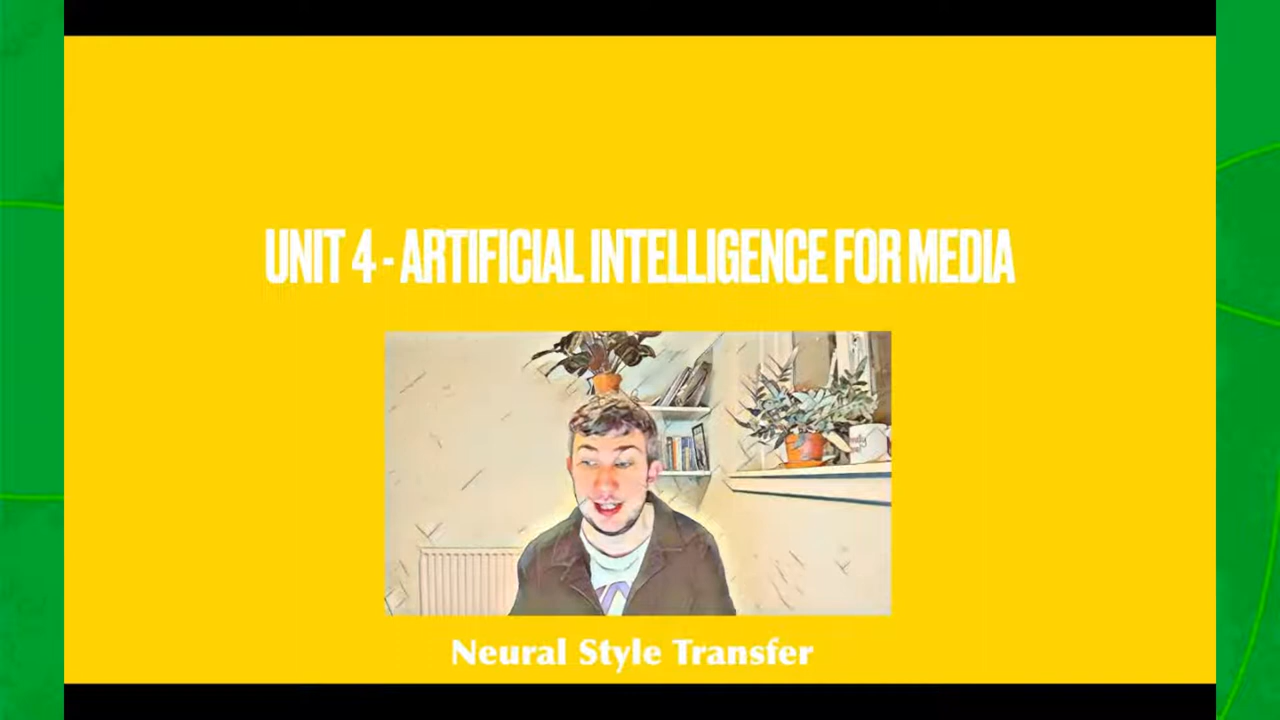 UNIT 4 - ARTIFICIAL INTELLIGENCE FOR MEDIA
Neural Style Transfer